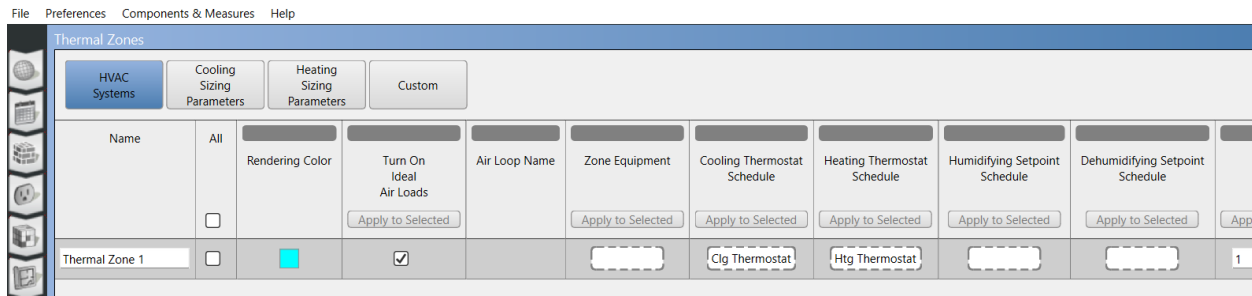 File Preferences Components & Measures Help
Thermal Zones
HVAC
Systems
Cooling
Sizing
Parameters
Heating
Sizing
Parameters
Custom
Name
All
Rendering Color
Turn On
Ideal
Air Loads
Apply to Selected
Air Loop Name
Zone Equipment
Apply to Selected
Cooling Thermostat
Schedule
Apply to Selected
Heating Thermostat
Schedule
Apply to Selected
Humidifying Setpoint
Schedule
Apply to Selected
Dehumidifying Setpoint
Schedule
Apply to Selected
App
Thermal Zone 1
Clg Thermostat
Htg Thermostat
1